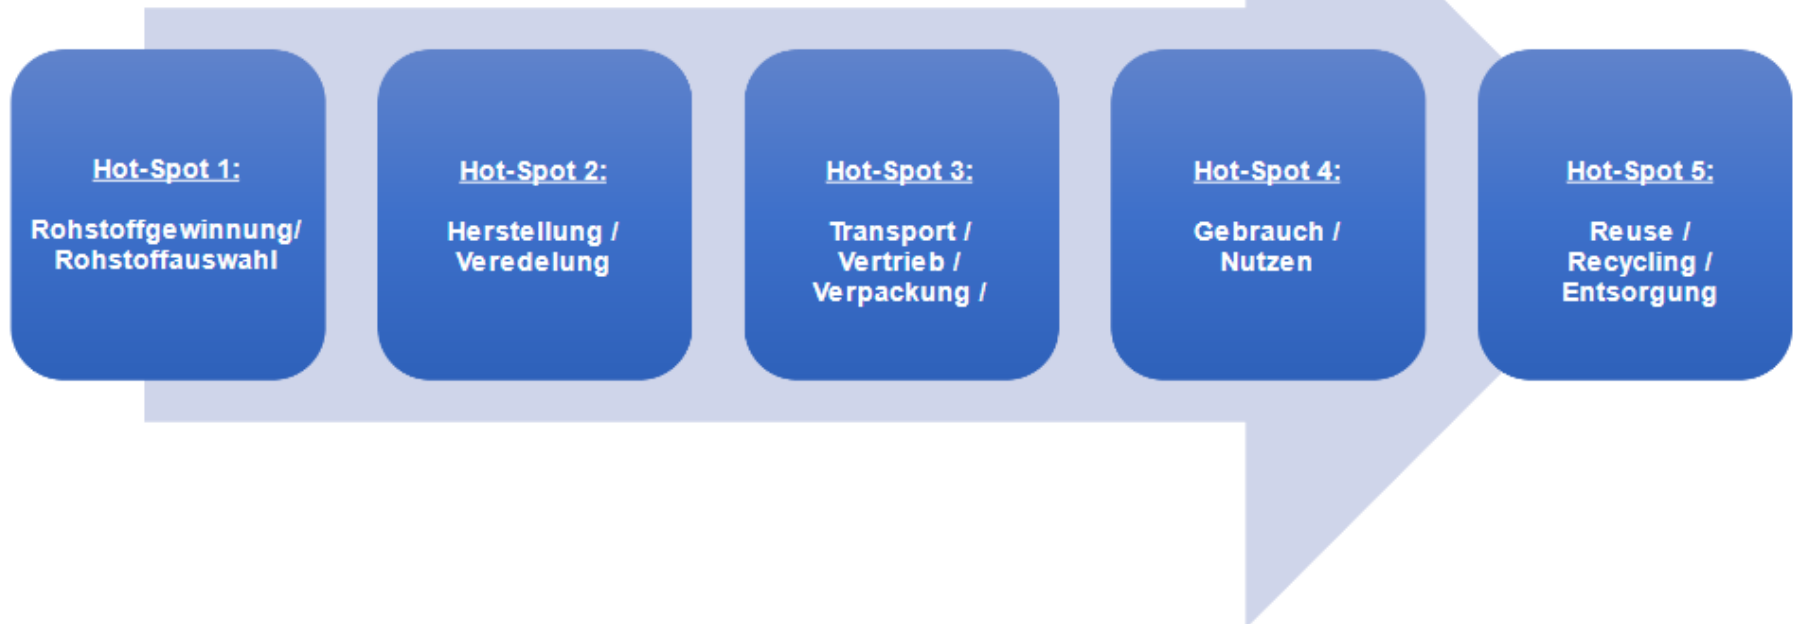 Hot-Spot 1:
Rohstoffgewinnung/
Rohstoffauswahl
Hot-Spot 2:
Herstellung /
Veredelung
Hot-Spot 3:
Transport /
Vertrieb /
Verpackung /
Hot-Spot 4:
Gebrauch /
Nutzen
Hot-Spot 5:
Reuse /
Recycling /
Entsorgung